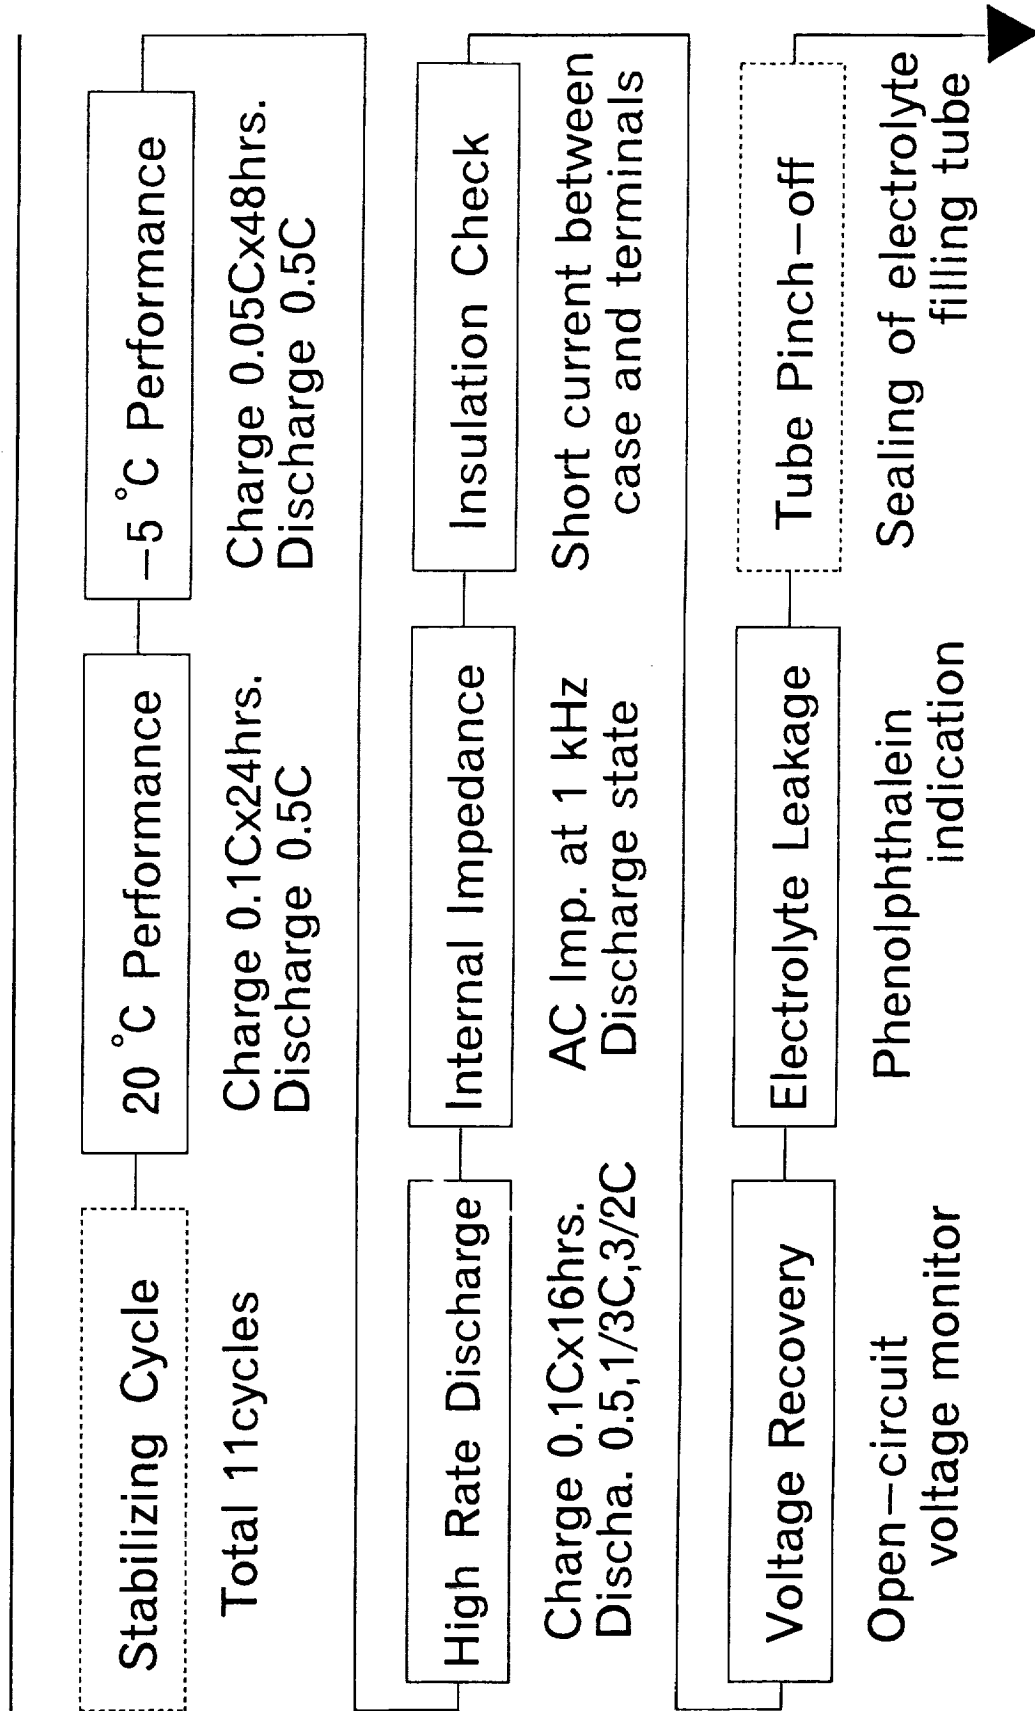 Stabilizing Cycle
Total 11cycles
20 °C Performance
Charge 0.1Cx24hrs.
Discharge 0.5C
−5 °C Performance
Charge 0.05Cx48hrs.
Discharge 0.5C
High Rate Discharge
Charge 0.1Cx16hrs.
Discha. 0.5,1/3C,3/2C
Internal Impedance
AC Imp. at 1 kHz
Discharge state
Insulation Check
Short current between
case and terminals
Voltage Recovery
Open−circuit
voltage monitor
Electrolyte Leakage
Phenolphthalein
indication
Tube Pinch−off
Sealing of electrolyte
fillling tube